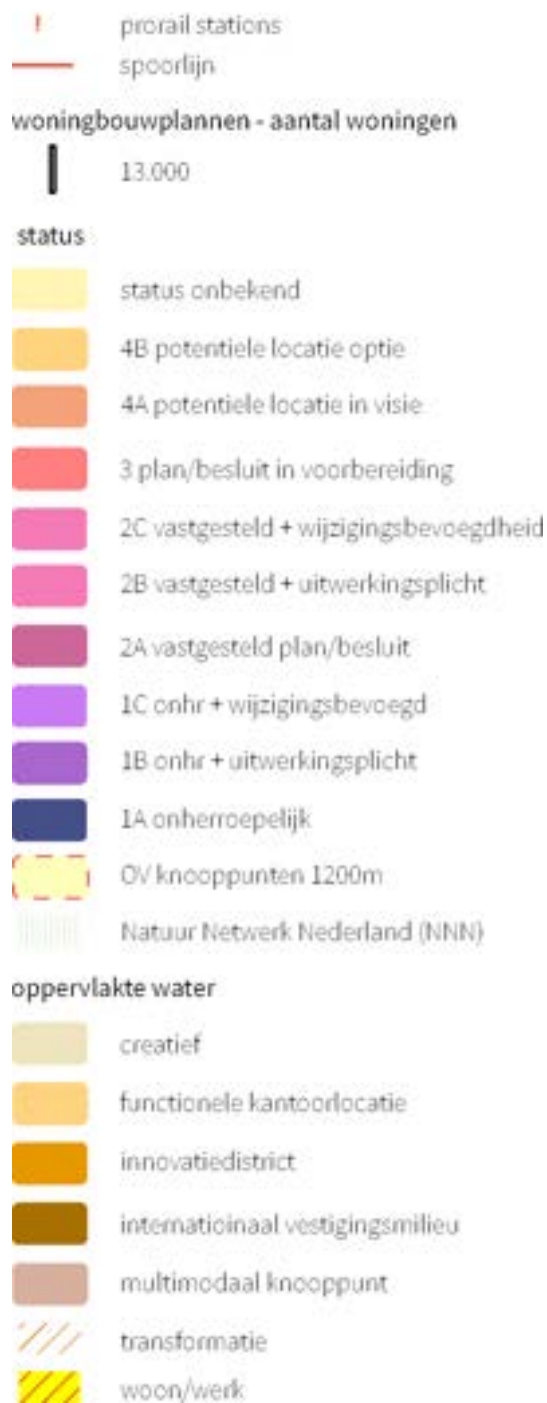 prorail stations
spoorlijn
woningbouwplannen - aantal woningen
13.000
status
status onbekend
4B potentiele locatie optie
4A potentiele locatie in visie
3 plan/besluit in voorbereiding
2C vastgesteld + wijzigingsbevoegdheid
2B vastgesteld + uitwerkingsplicht
2A vastgesteld plan/besluit
1C onhr + wijzigingsbevoegd
1B onhr + uitwerkingsplicht
1A onherroepelijk
OV knooppunten 1200m
Natuur Netwerk Nederland (NNN)
oppervlakte water
creatief
functionele kantoorlocatie
innovatiedistrict
internatioinaal vestigingsmilieu
multimodaal knooppunt
transformatie
woon/werk